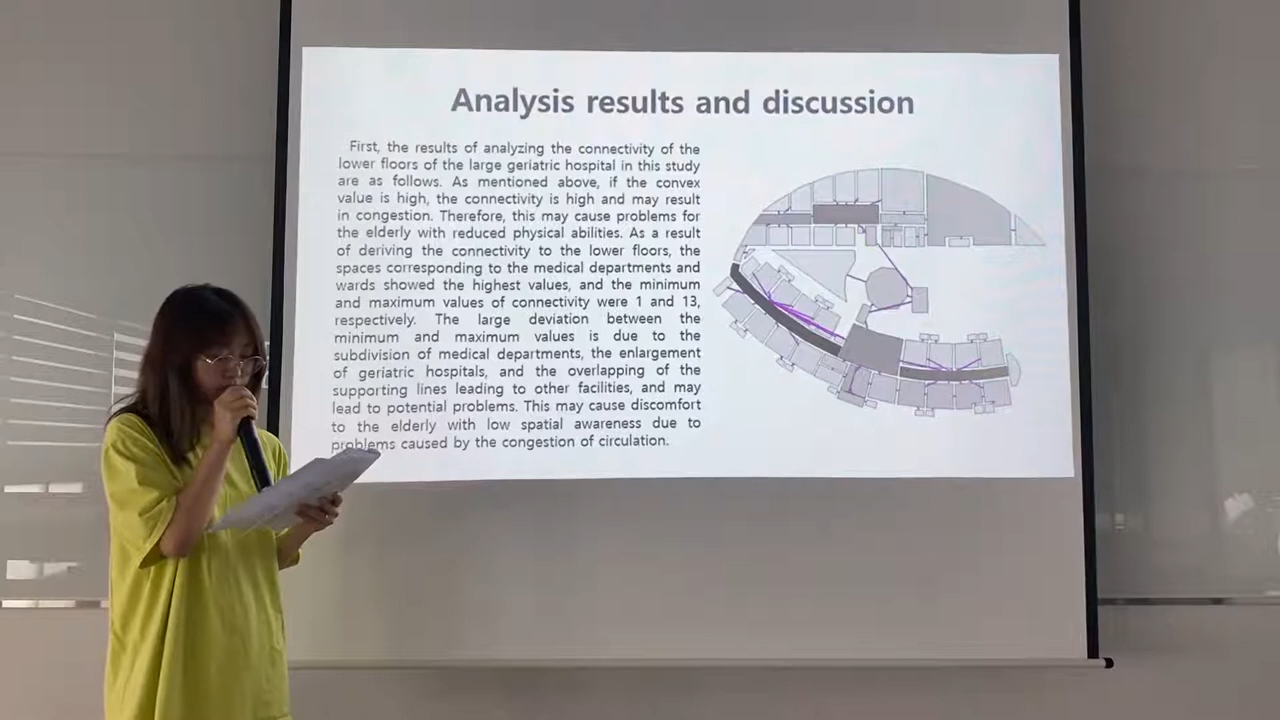 Analysis results and discussion
First, the results of analyzing the connectivity of the
lower floors of the large geriatric hospital in this study
are as follows. As mentioned above, if the convex
value is high, the connectivity is high and may result
in congestion. Therefore, this may cause problems for
the elderly with reduced physical abilities. As a result
of deriving the connectivity to the lower floors, the
spaces corresponding to the medical departments and
wards showed the highest values, and the minimum
and maximum values of connectivity were 1 and 13,
respectively. The large deviation between the
minimum and maximum values is due to the
subdivision of medical departments, the enlargement
of geriatric hospitals, and the overlapping of the
supporting lines leading to other facilities, and may
lead to potential problems. This may cause discomfort
to the elderly with low spatial awareness due to
problems caused by the congestion of circulation.